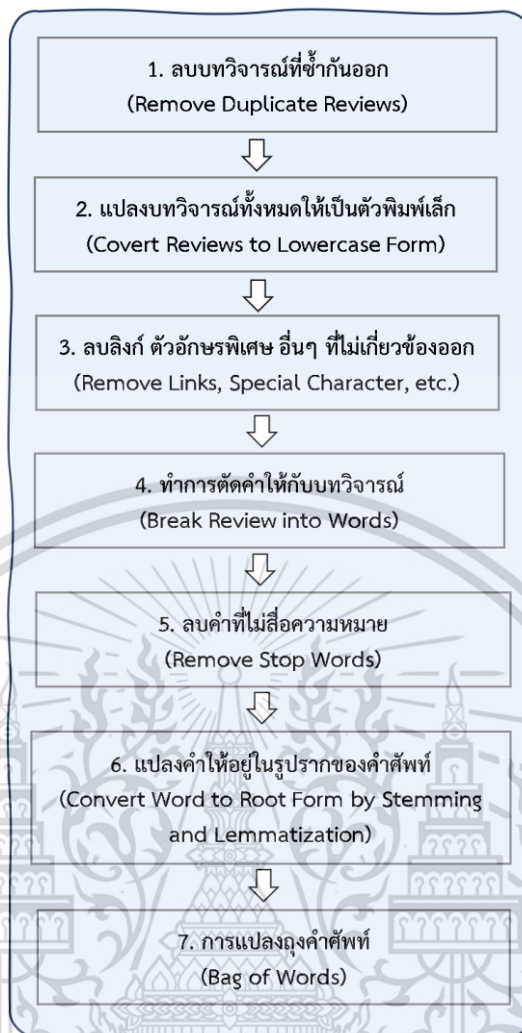 1. ลบบทวิจารณ์ที่ซ้ำกันออก
(Remove Duplicate Reviews)
2. แปลงบทวิจารณ์ทั้งหมดให้เป็นตัวพิมพ์เล็ก
(Covert Reviews to Lowercase Form)
3. ลบลิงก์ ตัวอักษรพิเศษ อื่นๆ ที่ไม่เกี่ยวข้องออก
(Remove Links, Special Character, etc.)
4. ทำการตัดคำให้กับบทวิจารณ์
(Break Review into Words)
5. ลบคำที่ไม่สื่อความหมาย
(Remove Stop Words)
6. แปลงคำให้อยู่ในรูปรากของคำศัพท์
(Convert Word to Root Form by Stemming
and Lemmatization)
7. การแปลงถุงคำศัพท์
(Bag of Words)